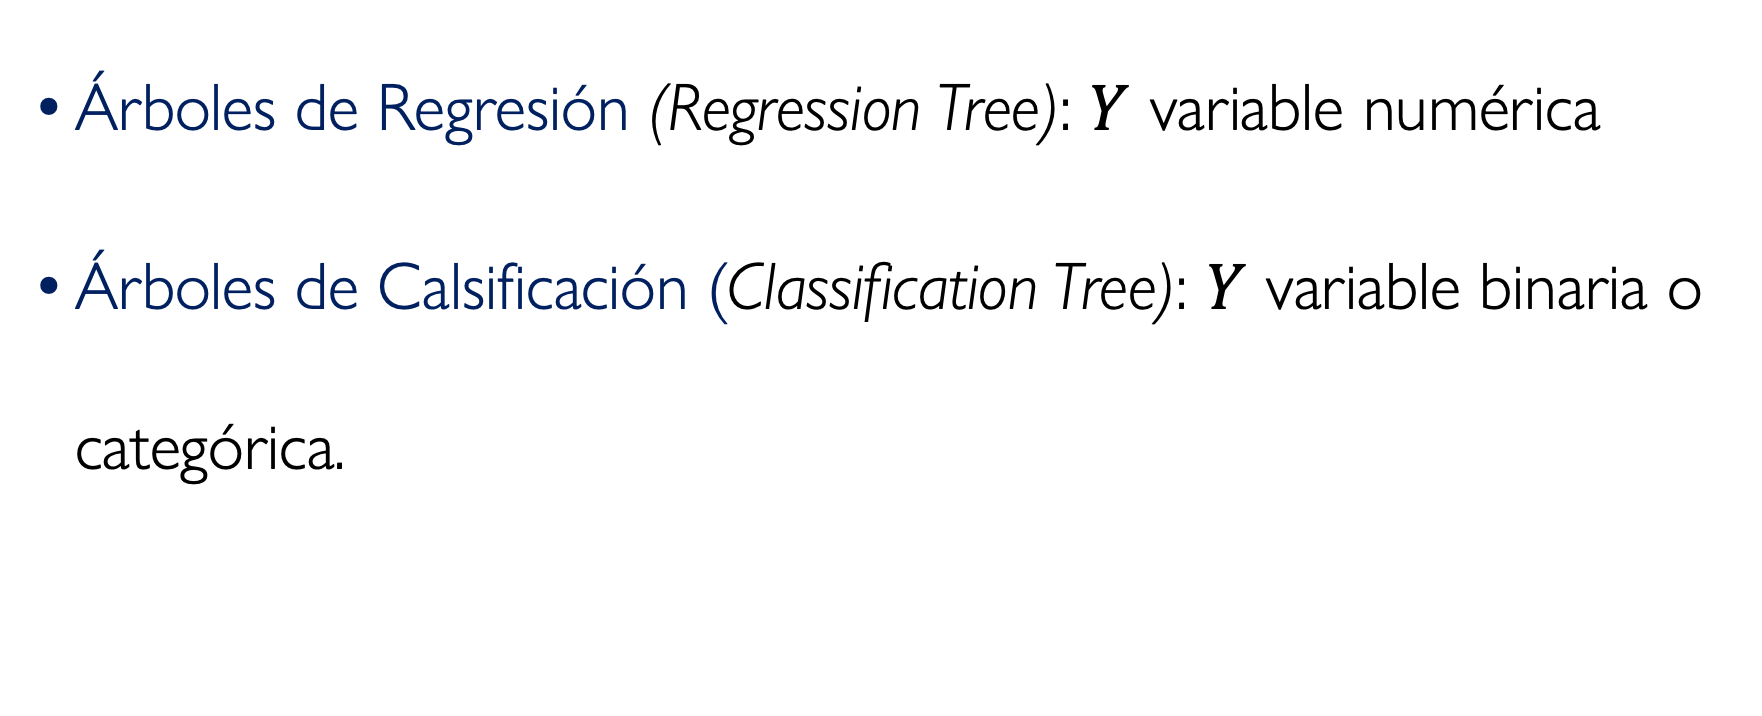 • Árboles de Regresión (Regression Tree): Y variable numérica
• Árboles de Calsificación (Classification Tree): Y variable binaria o
categórica.